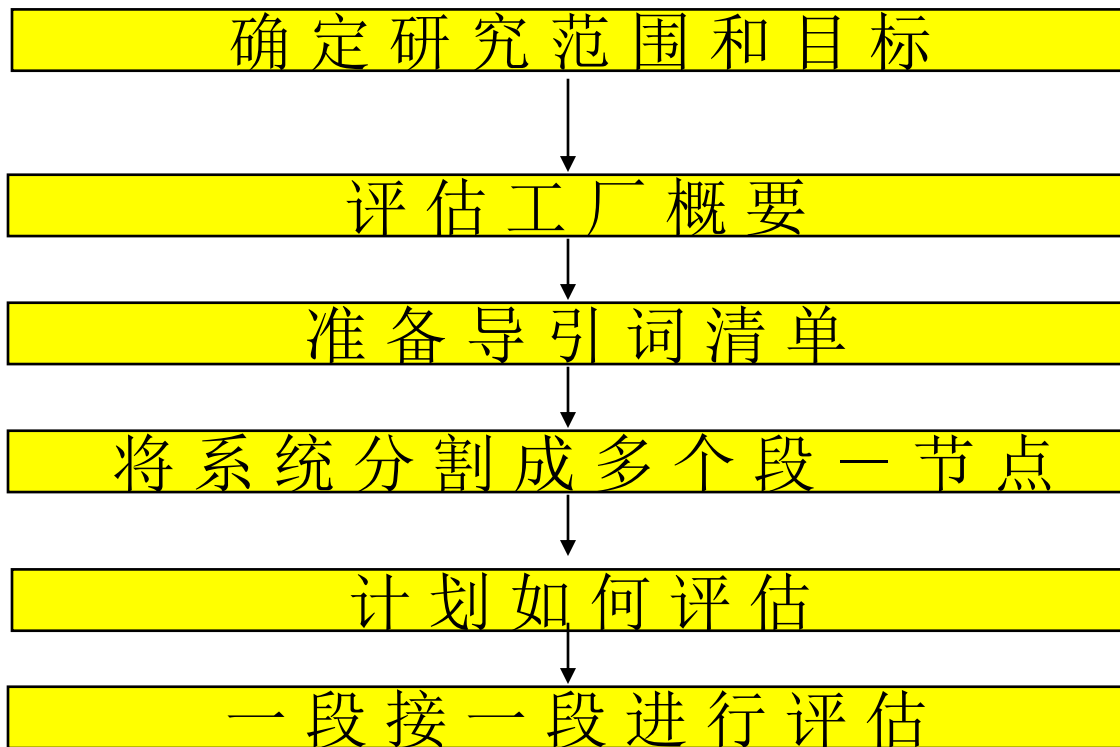 确定研究范围和目标
评估工厂概要
准备导引词清单
将系统分割成多个段－节点
计划如何评估
一段接一段进行评估